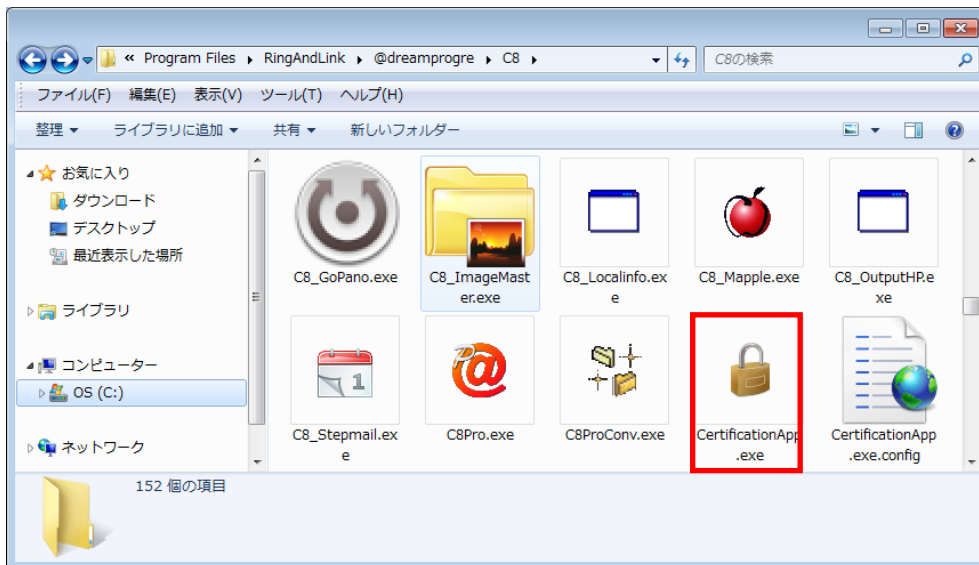 « Program Files ▸ RingAndLink ▸ @dreamprogre ▸ C8 ▸
C8の検索
ファイル(F) 編集(E) 表示(V) ツール(T) ヘルプ(H)
整理 ▼ ライブラリに追加 ▼ 共有 ▼ 新しいフォルダー
お気に入り
ダウンロード
デスクトップ
最近表示した場所
ライブラリ
コンピューター
OS (C:)
ネットワーク
C8_GoPano.exe
C8_ImageMast
er.exe
C8_Localinfo.ex
e
C8_Mapple.exe
C8_OutputHP.e
xe
1
C8_Stepmail.ex
e
C8Pro.exe
C8ProConv.exe
CertificationApp
.exe
CertificationApp
.exe.config
152 個の項目